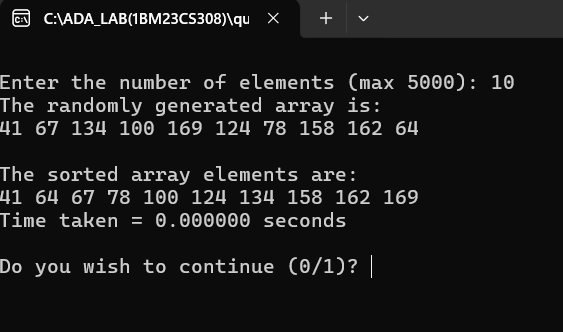 C:\ADA_LAB(1BM23CS308)\qu
Enter the number of elements (max 5000): 10
The randomly generated array is:
41 67 134 100 169 124 78 158 162 64
The sorted array elements are:
41 64 67 78 100 124 134 158 162 169
Time taken = 0.000000 seconds
Do you wish to continue (0/1)?